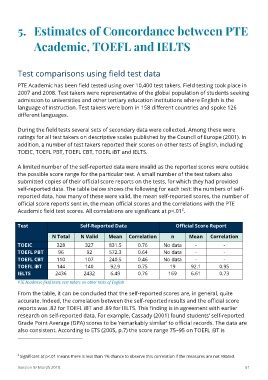 5. Estimates of Concordance between PTE
Academic, TOEFL and IELTS
Test comparisons using field test data
PTE Academic has been field tested using over 10,400 test takers. Field testing took place in
2007 and 2008. Test takers were representative of the global population of students seeking
admission to universities and other tertiary education institutions where English is the
language of instruction. Test takers were born in 158 different countries and spoke 126
different languages.
During the field tests several sets of secondary data were collected. Among these were
ratings for all test takers on descriptive scales published by the Council of Europe (2001). In
addition, a number of test takers reported their scores on other tests of English, including
TOEIC, TOEFL PBT, TOEFL CBT, TOEFL iBT and IELTS.
A limited number of the self-reported data were invalid as the reported scores were outside
the possible score range for the particular test. A small number of the test takers also
submitted copies of their official score reports on the tests, for which they had provided
self-reported data. The table below shows the following for each test: the numbers of self-
reported data, how many of these were valid, the mean self-reported scores, the number of
official score reports sent in, the mean official scores and the correlations with the PTE
Academic field test scores. All correlations are significant at p<.01².
Test Self-Reported Data Official Score Report
N Total N Valid Mean Correlation n Mean Correlation
TOEIC 328 327 831.5 0.76 No data - -
TOEFL PBT 96 92 572.3 0.64 No data - -
TOEFL CBT 110 107 240.5 0.46 No data - -
TOEFL iBT 144 140 92.9 0.75 19 92.1 0.95
IELTS 2436 2432 6.49 0.76 169 6.61 0.73
PTE Academic field tests: test takers on other tests of English
From the table, it can be concluded that the self-reported scores are, in general, quite
accurate. Indeed, the correlation between the self-reported results and the official score
reports was .82 for TOEFL iBT and .89 for IELTS. This finding is in agreement with earlier
research on self-reported data. For example, Cassady (2001) found students' self-reported
Grade Point Average (GPA) scores to be 'remarkably similar' to official records. The data are
also consistent. According to ETS (2005, p.7) the score range 75–95 on TOEFL iBT is
² Significant at p<.01 means there is less than 1% chance to observe this correlation if the measures are not related.